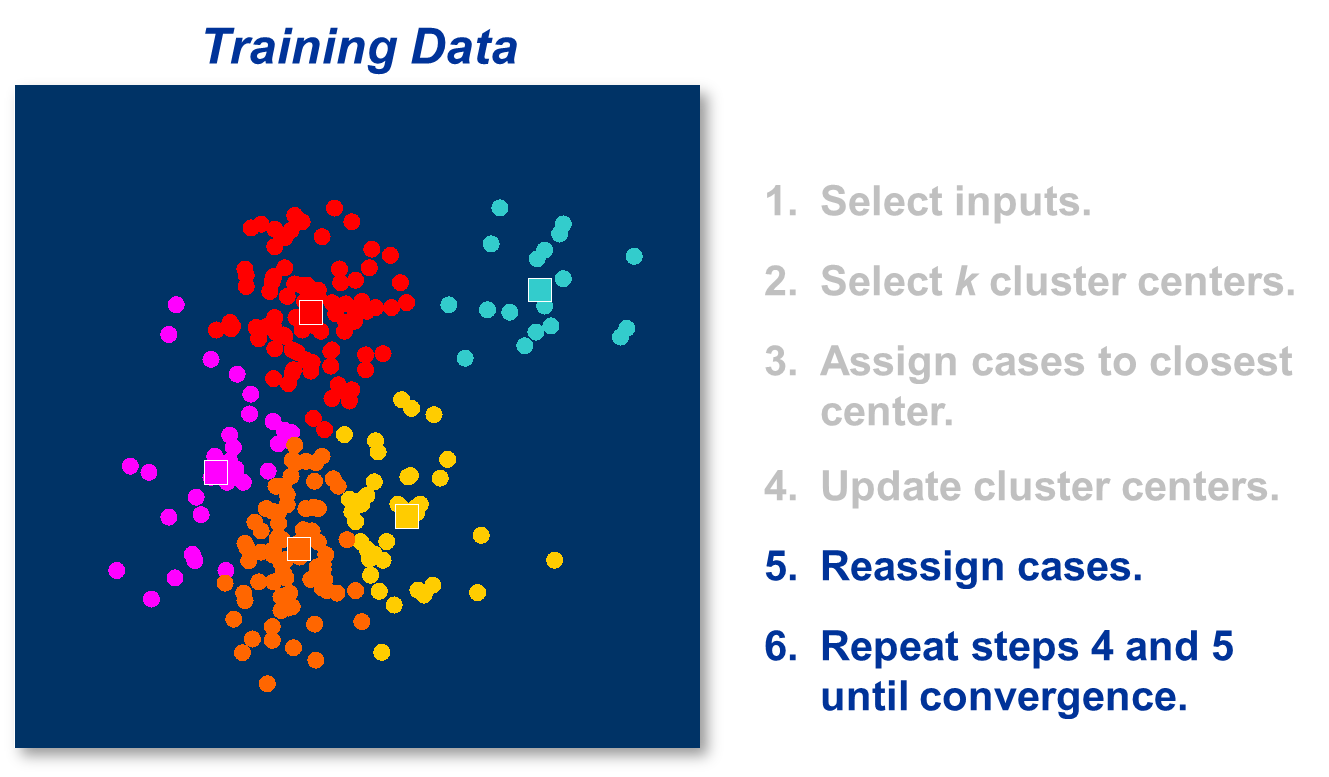 Training Data
1. Select inputs.
2. Select k cluster centers.
3. Assign cases to closest
center.
4. Update cluster centers.
5. Reassign cases.
6. Repeat steps 4 and 5
until convergence.